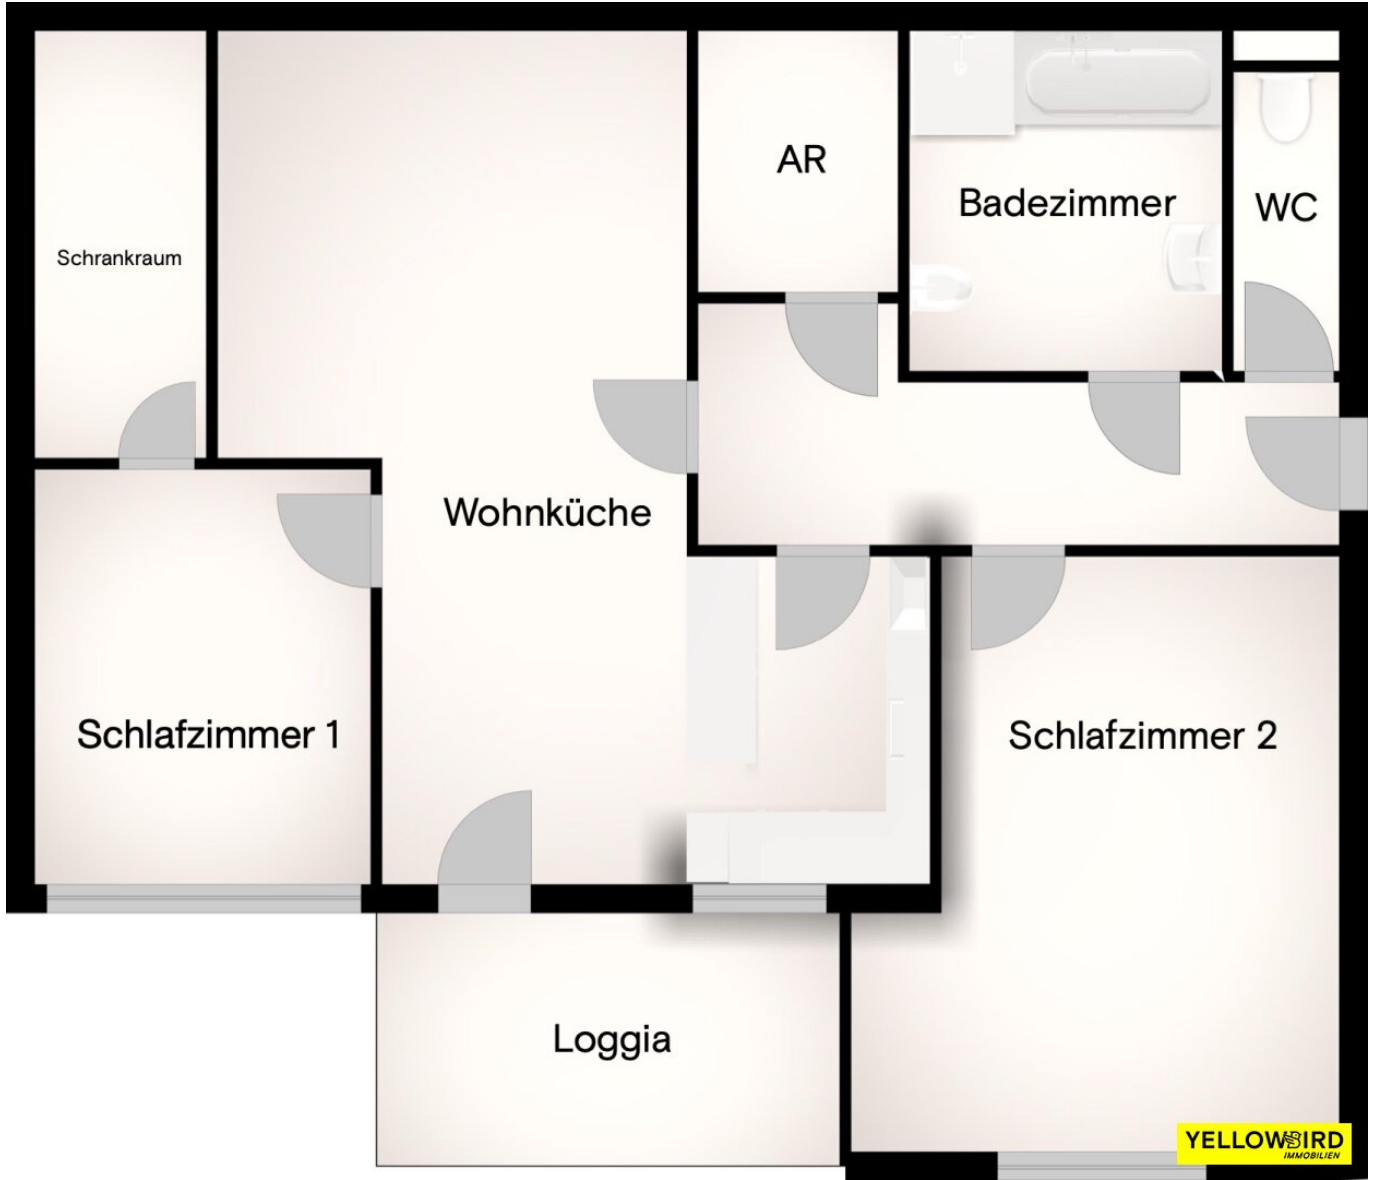 AR
Badezimmer
WC
Schrankraum
Wohnküche
Schlafzimmer 1
Schlafzimmer 2
Loggia
YELLOWBIRD
IMMOBILIEN